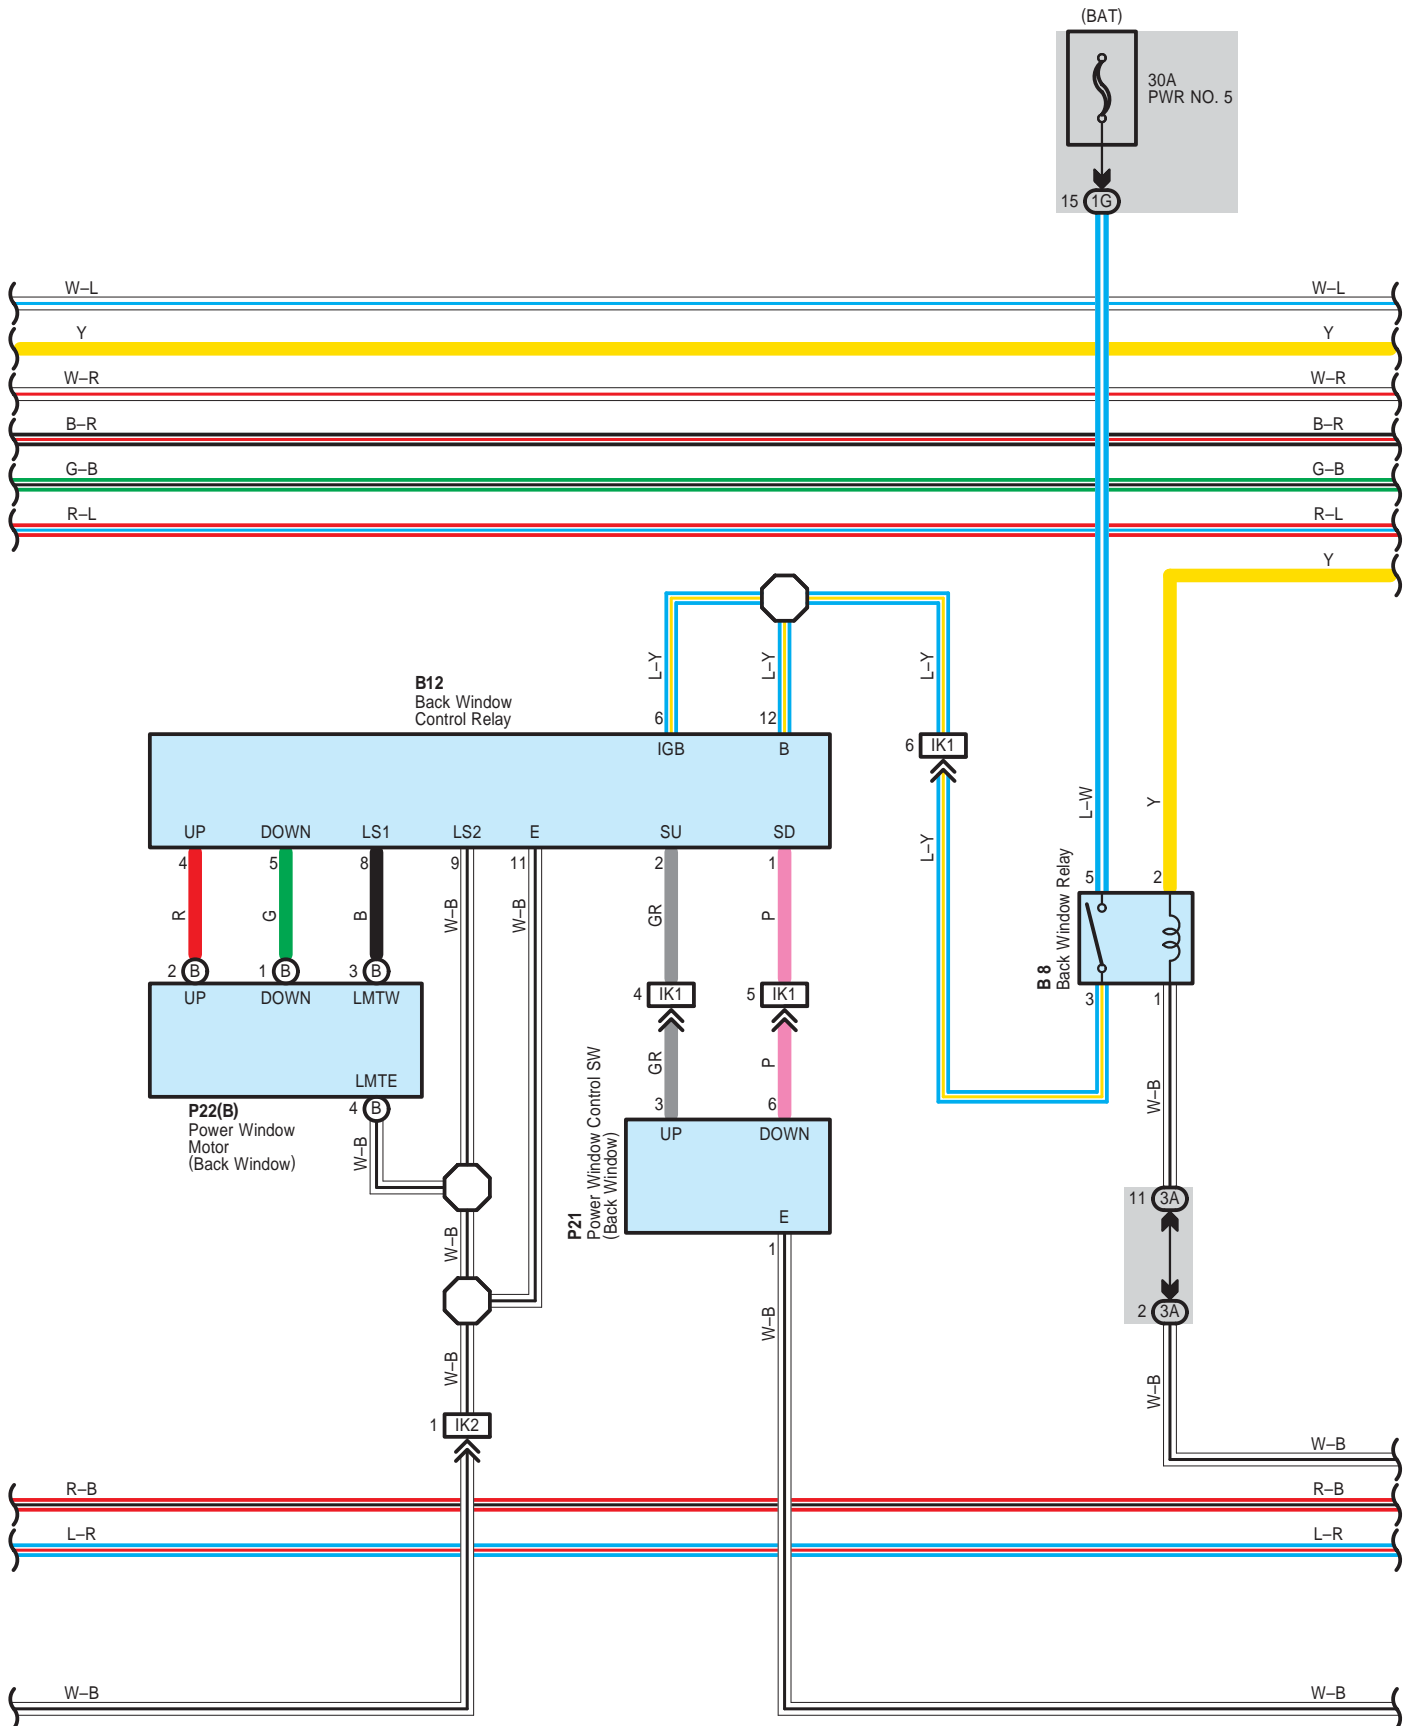 (BAT)
30A
PWR NO. 5
15 1G
W–L W–L
Y Y
W–R W–R
B–R B–R
G–B G–B
R–L R–L
Y
L–Y L–Y L–Y
B12
Back Window
Control Relay
6 12
IGB B
6 IK1
L–W Y
L–Y
UP DOWN LS1 LS2 E SU SD
4 5 8 9 11 2 1
R G B W–B W–B GR P
5 2
B 8
Back Window Relay
3 1
2 B 1 B 3 B
UP DOWN LMTW
4 IK1 5 IK1
GR P
LMTE
4 B
P22(B)
Power Window
Motor
(Back Window)
W–B
3 6
UP DOWN
P21
Power Window Control SW
(Back Window)
E
1
W–B
W–B
11 3A
2 3A
W–B
W–B
W–B
W–B
1 IK2
W–B
R–B R–B
L–R L–R
W–B W–B